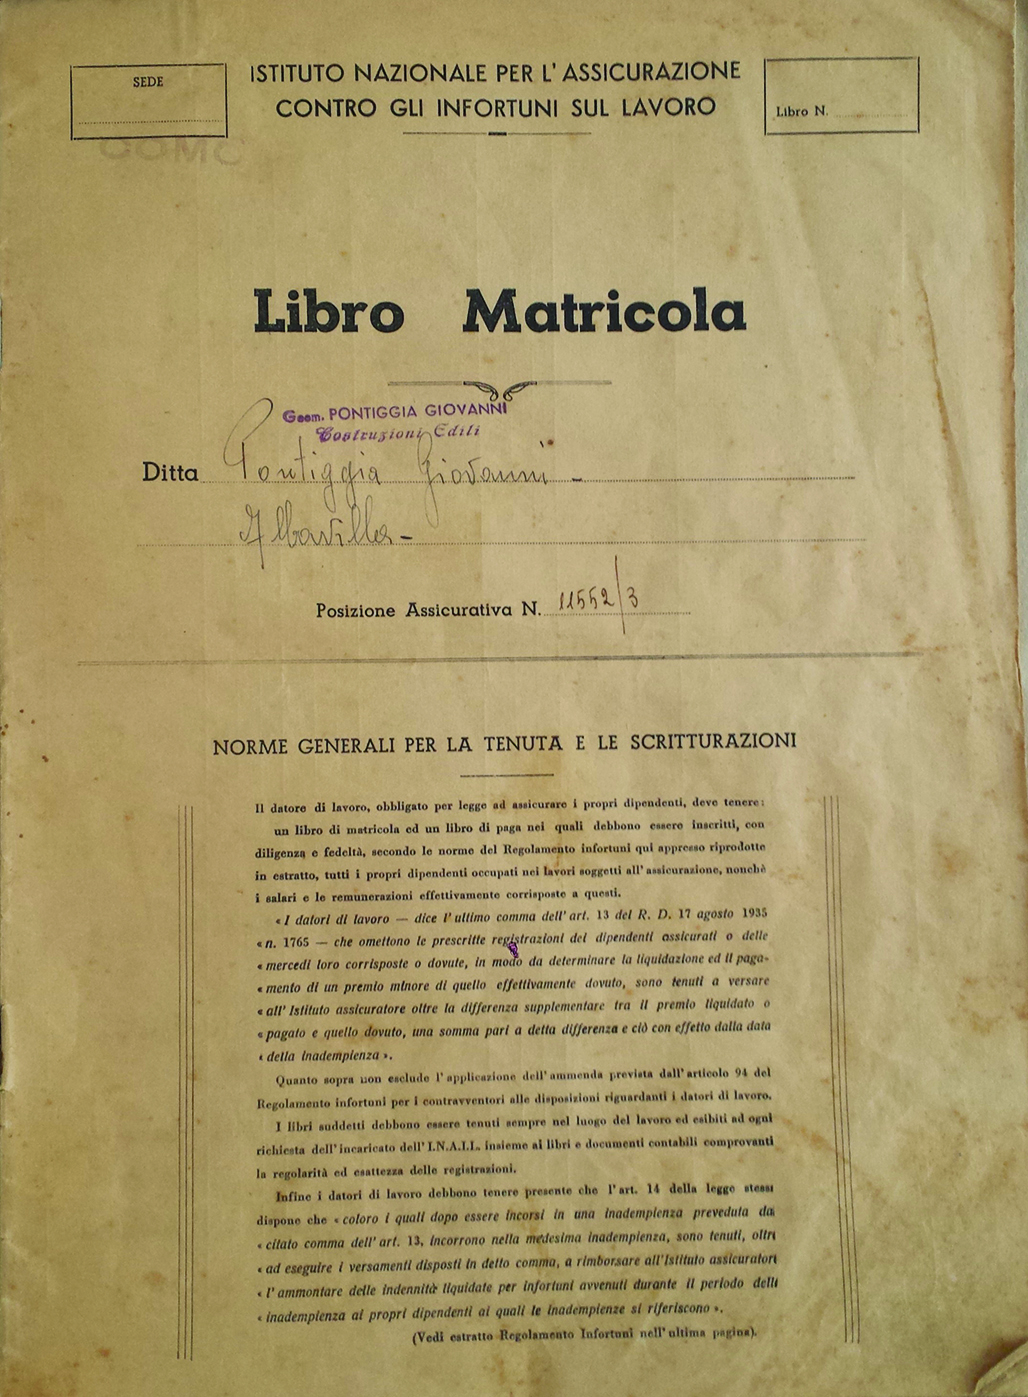 SEDE
ISTITUTO NAZIONALE PER L'ASSICURAZIONE
CONTRO GLI INFORTUNI SUL LAVORO
Libro N.
COMO
Libro Matricola
Geom. PONTIGGIA GIOVANNI
Costruzioni Edili
Ditta Pontiggia Giovanni -
Albavilla -
Posizione Assicurativa N. 11552/3
NORME GENERALI PER LA TENUTA E LE SCRITTURAZIONI
Il datore di lavoro, obbligato per legge ad assicurare i propri dipendenti, deve tenere:
un libro di matricola ed un libro di paga nei quali debbono essere inscritti, con
diligenza e fedeltà, secondo le norme del Regolamento infortuni qui appresso riprodotte
in estratto, tutti i propri dipendenti occupati nei lavori soggetti all'assicurazione, nonchè
i salari e le remunerazioni effettivamente corrisposte a questi.
« I datori di lavoro — dice l'ultimo comma dell'art. 13 del R. D. 17 agosto 1935
« n. 1765 — che omettono le prescritte registrazioni dei dipendenti assicurati o delle
« mercedi loro corrisposte o dovute, in modo da determinare la liquidazione ed il paga-
« mento di un premio minore di quello effettivamente dovuto, sono tenuti a versare
« all'Istituto assicuratore oltre la differenza supplementare tra il premio liquidato o
« pagato e quello dovuto, una somma pari a detta differenza e ciò con effetto dalla data
« della inadempienza ».
Quanto sopra non esclude l'applicazione dell'ammenda prevista dall'articolo 94 del
Regolamento infortuni per i contravventori alle disposizioni riguardanti i datori di lavoro.
I libri suddetti debbono essere tenuti sempre nel luogo del lavoro ed esibiti ad ogni
richiesta dell'incaricato dell'I.N.A.I.L. insieme ai libri e documenti contabili comprovanti
la regolarità ed esattezza delle registrazioni.
Infine i datori di lavoro debbono tenere presente che l'art. 14 della legge stessa
dispone che « coloro i quali dopo essere incorsi in una inadempienza preveduta dal
« citato comma dell'art. 13, incorrono nella medesima inadempienza, sono tenuti, oltre
« ad eseguire i versamenti disposti in detto comma, a rimborsare all'Istituto assicuratore
« l'ammontare delle indennità liquidate per infortuni avvenuti durante il periodo della
« inadempienza ai propri dipendenti ai quali le inadempienze si riferiscono ».
(Vedi estratto Regolamento Infortuni nell'ultima pagina).